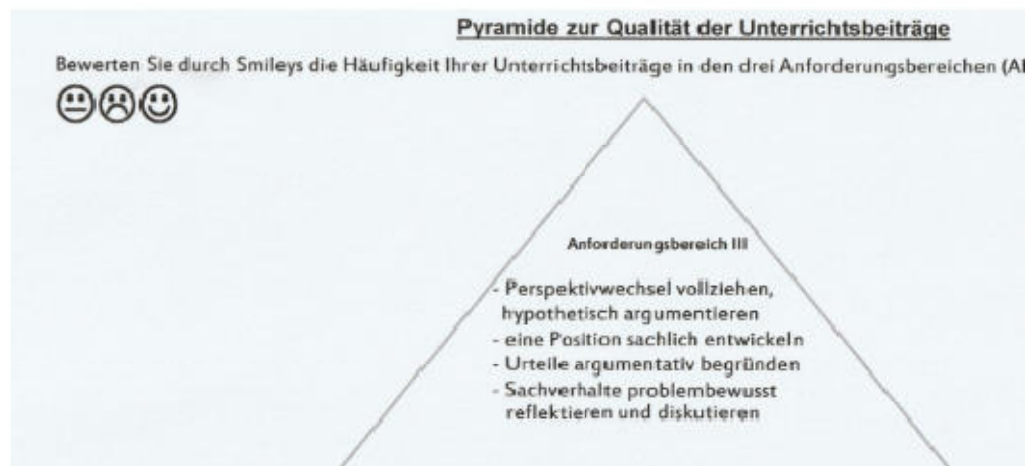 Pyramide zur Qualität der Unterrichtsbeiträge
Bewerten Sie durch Smileys die Häufigkeit Ihrer Unterrichtsbeiträge in den drei Anforderungsbereichen
Anforderungsbereich III
- Perspektivwechsel vollziehen,
hypothetisch argumentieren
- eine Position sachlich entwickeln
- Urteile argumentativ begründen
- Sachverhalte problembewusst
reflektieren und diskutieren